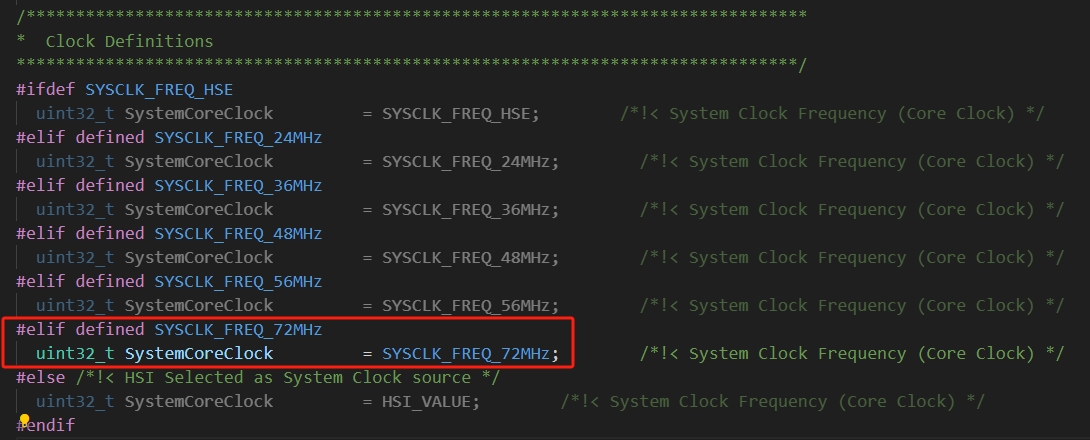 /*******************************************************************************
*  Clock Definitions
*******************************************************************************/
#ifdef SYSCLK_FREQ_HSE
  uint32_t SystemCoreClock         = SYSCLK_FREQ_HSE;        /*!< System Clock Frequency (Core Clock) */
#elif defined SYSCLK_FREQ_24MHz
  uint32_t SystemCoreClock         = SYSCLK_FREQ_24MHz;        /*!< System Clock Frequency (Core Clock) */
#elif defined SYSCLK_FREQ_36MHz
  uint32_t SystemCoreClock         = SYSCLK_FREQ_36MHz;        /*!< System Clock Frequency (Core Clock) */
#elif defined SYSCLK_FREQ_48MHz
  uint32_t SystemCoreClock         = SYSCLK_FREQ_48MHz;        /*!< System Clock Frequency (Core Clock) */
#elif defined SYSCLK_FREQ_56MHz
  uint32_t SystemCoreClock         = SYSCLK_FREQ_56MHz;        /*!< System Clock Frequency (Core Clock) */
#elif defined SYSCLK_FREQ_72MHz
  uint32_t SystemCoreClock         = SYSCLK_FREQ_72MHz;        /*!< System Clock Frequency (Core Clock) */
#else /*!< HSI Selected as System Clock source */
  uint32_t SystemCoreClock         = HSI_VALUE;        /*!< System Clock Frequency (Core Clock) */
#endif